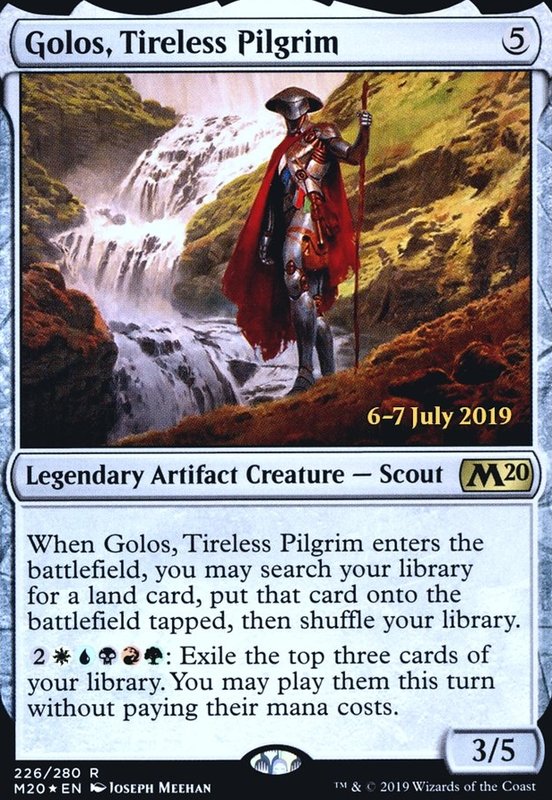 Golos, Tireless Pilgrim 5
6–7 July 2019
Legendary Artifact Creature — Scout M20
When Golos, Tireless Pilgrim enters the
battlefield, you may search your library
for a land card, put that card onto the
battlefield tapped, then shuffle your library.
2: Exile the top three cards of
your library. You may play them this turn
without paying their mana costs.
3/5
226/280 R
M20★EN Joseph Meehan
™ & © 2019 Wizards of the Coast